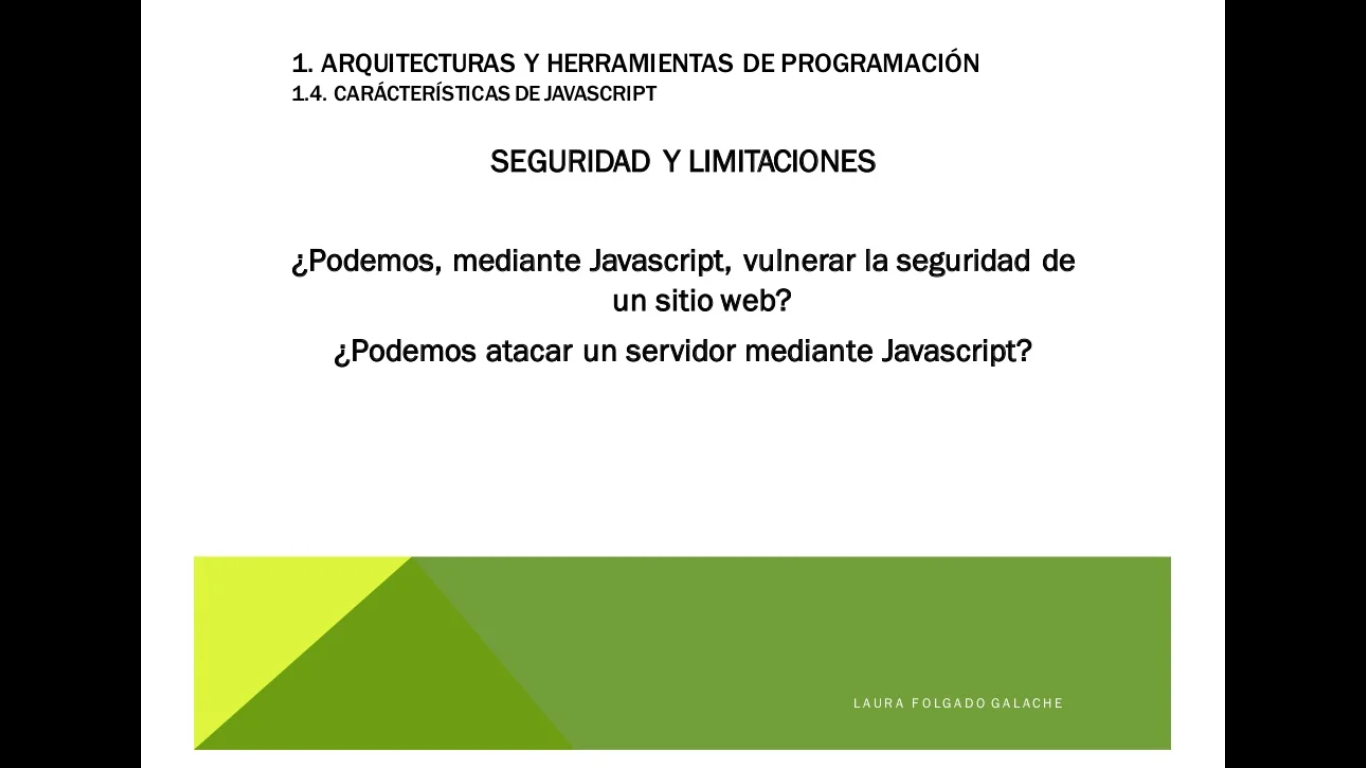 1. ARQUITECTURAS Y HERRAMIENTAS DE PROGRAMACIÓN
1.4. CARÁCTERÍSTICAS DE JAVASCRIPT
SEGURIDAD Y LIMITACIONES
¿Podemos, mediante Javascript, vulnerar la seguridad de
un sitio web?
¿Podemos atacar un servidor mediante Javascript?
LAURA FOLGADO GALACHE